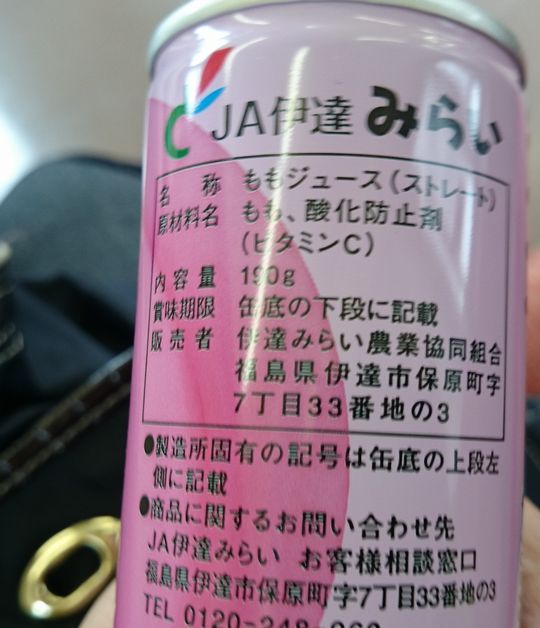 JA伊達みらい
名称 ももジュース(ストレート)
原材料名 もも、酸化防止剤
(ビタミンC)
内容量 190g
賞味期限 缶底の下段に記載
販売者 伊達みらい農業協同組合
福島県伊達市保原町字
7丁目33番地の3
●製造所固有の記号は缶底の上段左
側に記載
●商品に関するお問い合わせ先
JA伊達みらい お客様相談窓口
福島県伊達市保原町字7丁目33番地の3
TEL 0120-248-